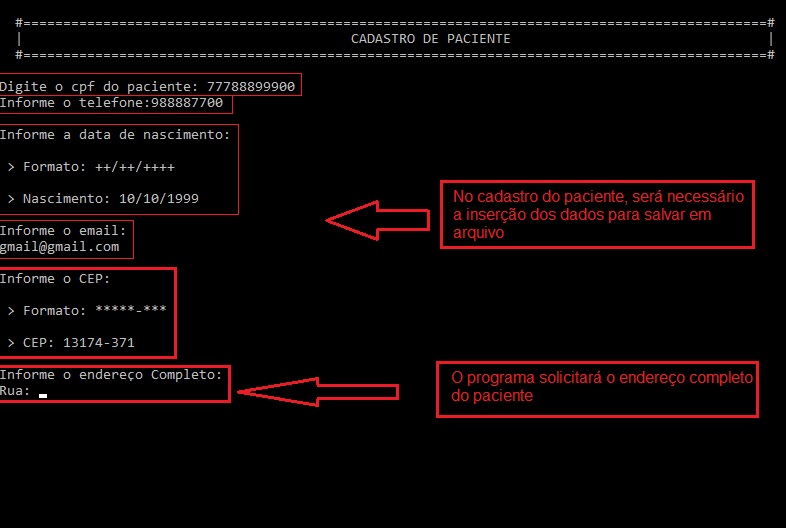 #==============================================================================================#
| CADASTRO DE PACIENTE |
#==============================================================================================#
Digite o cpf do paciente: 77788899900
Informe o telefone:988887700
Informe a data de nascimento:
> Formato: ++/++/++++
> Nascimento: 10/10/1999
No cadastro do paciente, será necessário
a inserção dos dados para salvar em
arquivo
Informe o email:
gmail@gmail.com
Informe o CEP:
> Formato: *****-***
> CEP: 13174-371
Informe o endereço Completo:
Rua:
O programa solicitará o endereço completo
do paciente